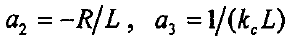 a₂ = −R/L , a₃ = 1/(k_c L)